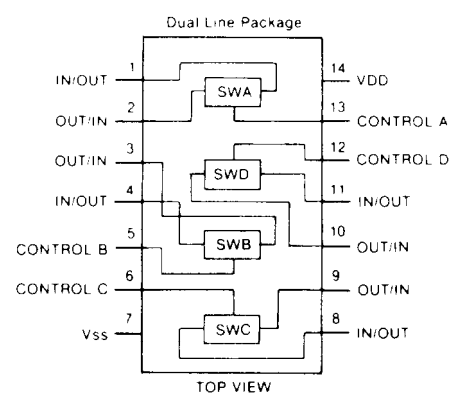 Dual Line Package
1
IN/OUT
2
OUT/IN
3
OUT/IN
4
IN/OUT
5
CONTROL B
6
CONTROL C
7
Vss
SWA
SWD
SWB
SWC
14
VDD
13
CONTROL A
12
CONTROL D
11
IN/OUT
10
OUT/IN
9
OUT/IN
8
IN/OUT
TOP VIEW